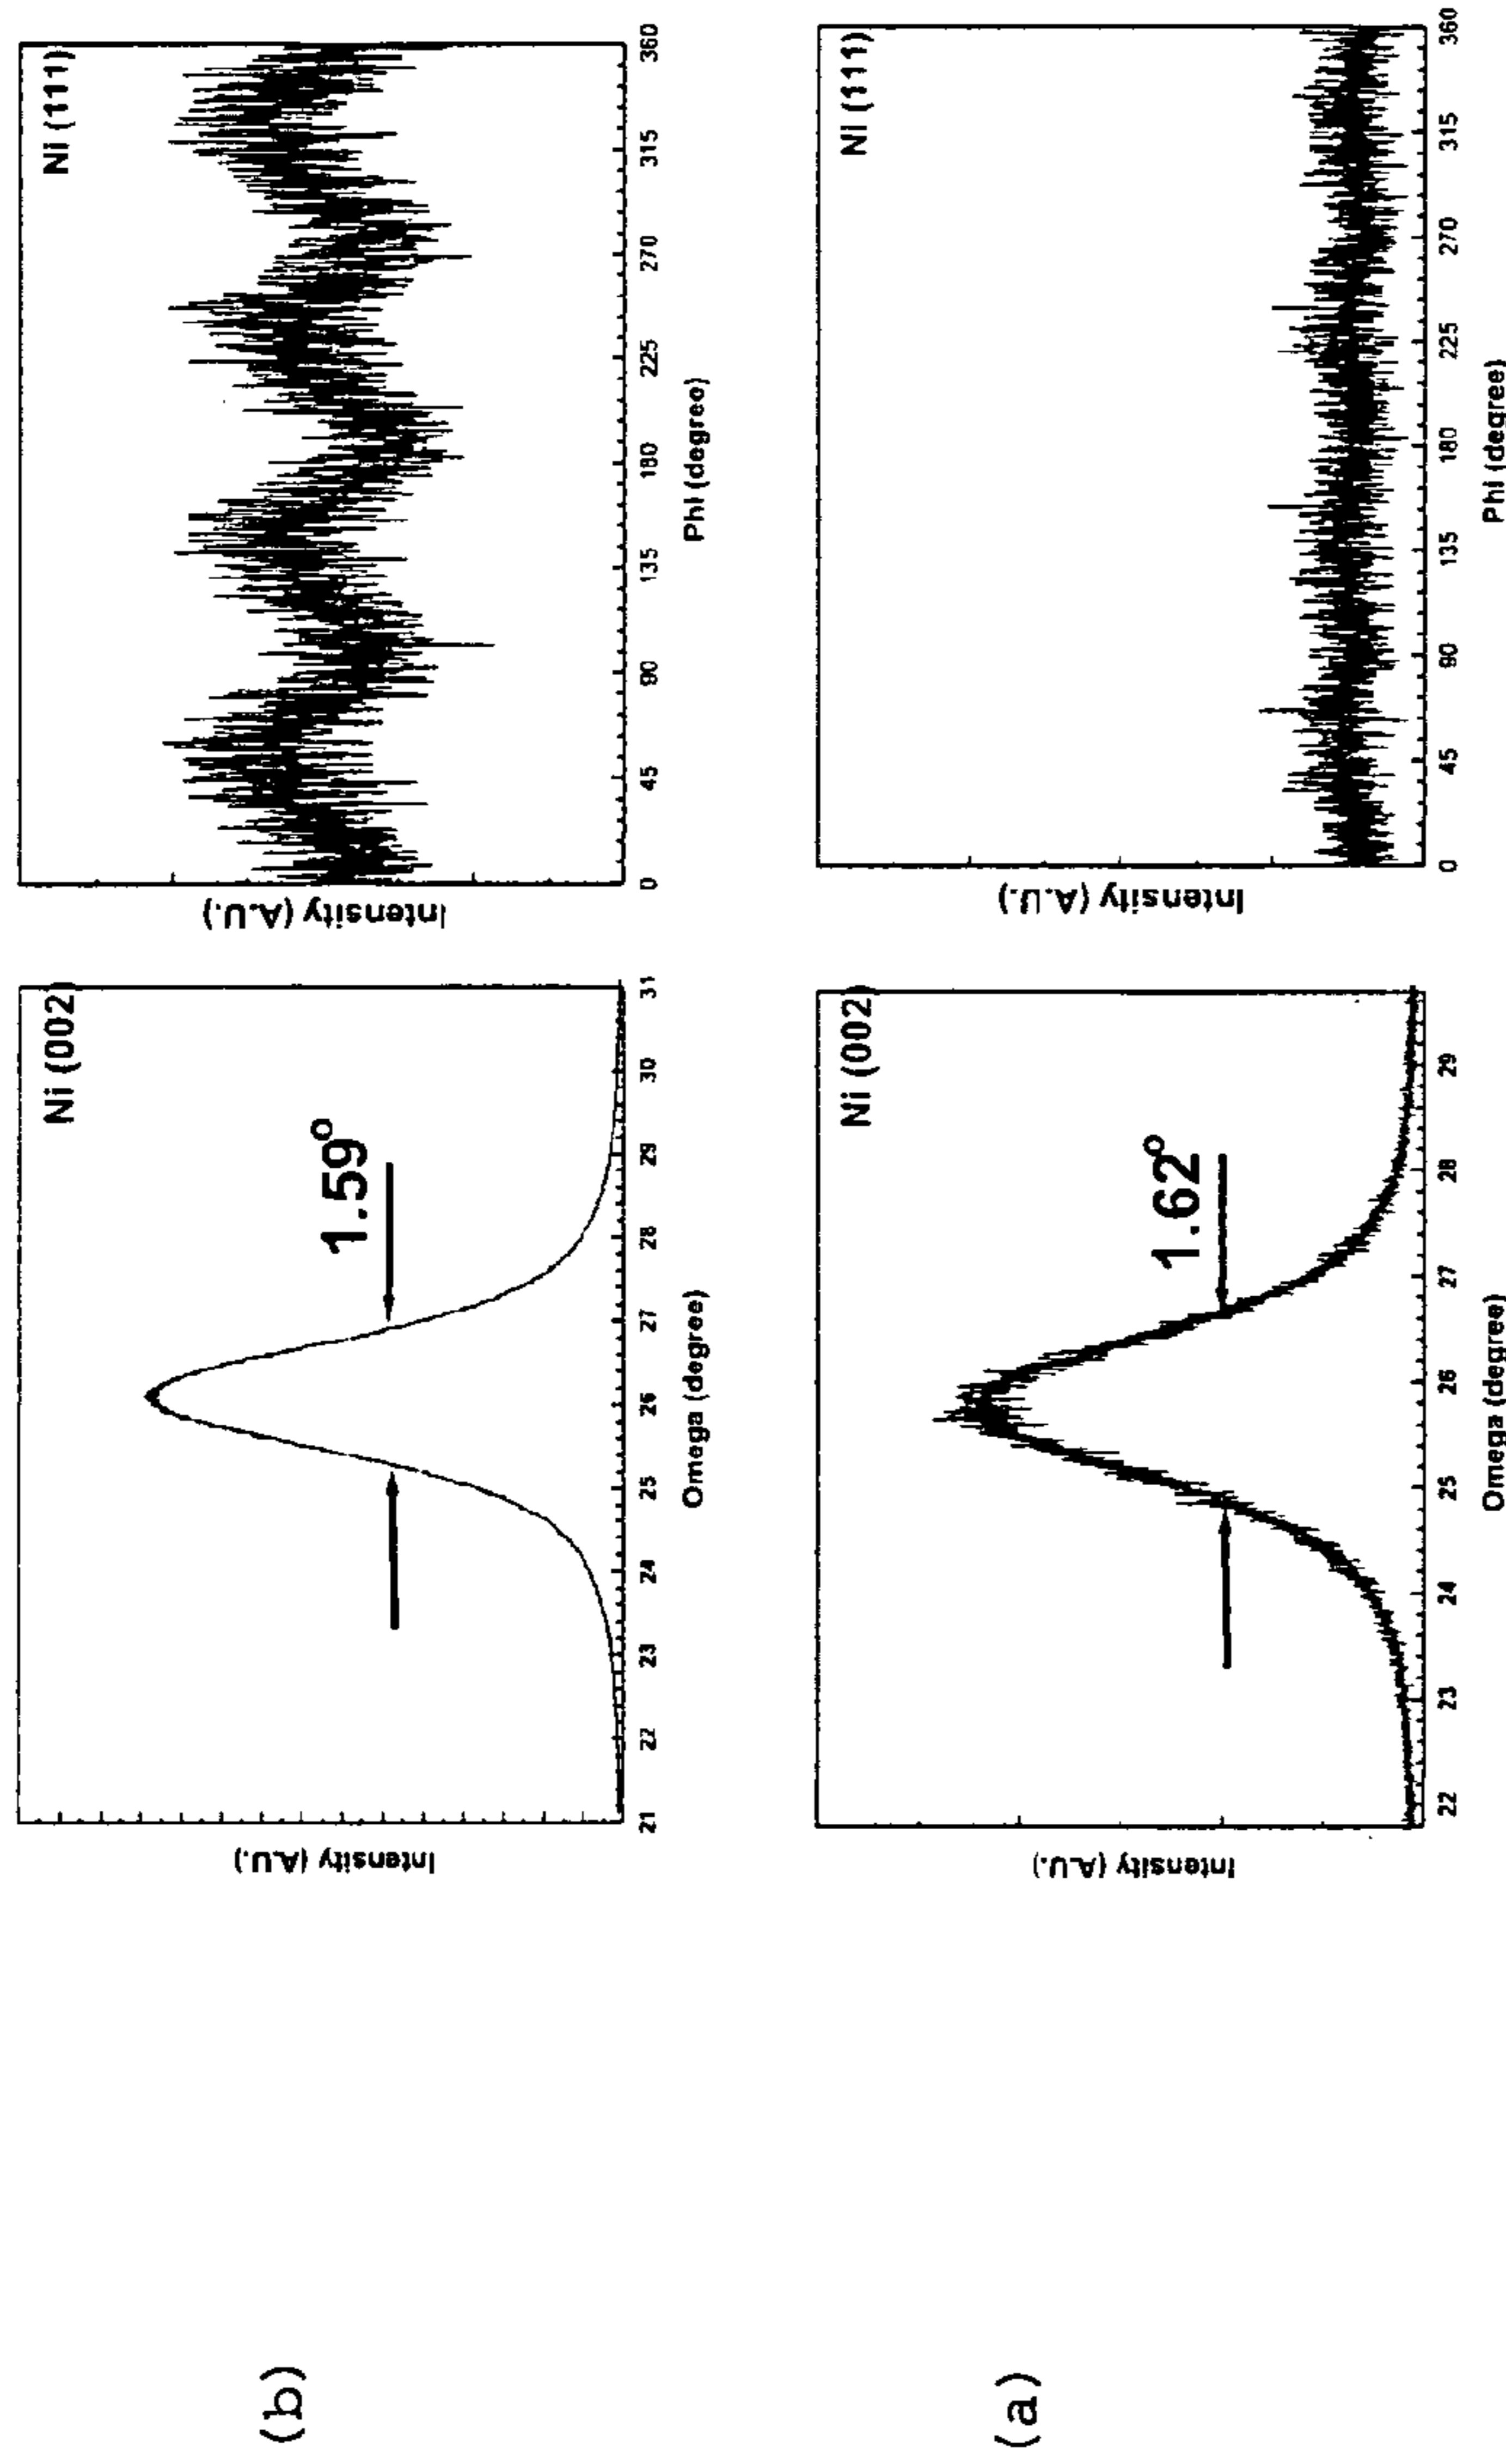 (b)
Intensity (A.U.)
Ni (002)
1.59°
21 22 23 24 25 26 27 28 29 30 31
Omega (degree)
Intensity (A.U.)
Ni (111)
0 45 90 135 180 225 270 315 360
Phi (degree)
(a)
Intensity (A.U.)
Ni (002)
1.62°
22 23 24 25 26 27 28 29
Omega (degree)
Intensity (A.U.)
Ni (111)
0 45 90 135 180 225 270 315 360
Phi (degree)